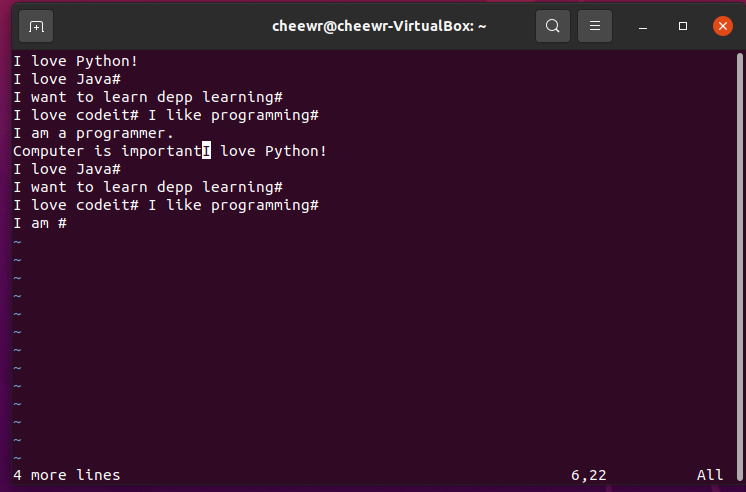 cheewr@cheewr-VirtualBox: ~
I love Python!
I love Java#
I want to learn depp learning#
I love codeit# I like programming#
I am a programmer.
Computer is importantI love Python!
I love Java#
I want to learn depp learning#
I love codeit# I like programming#
I am #
~
~
~
~
~
~
~
~
~
~
~
~
~
4 more lines 6,22 All